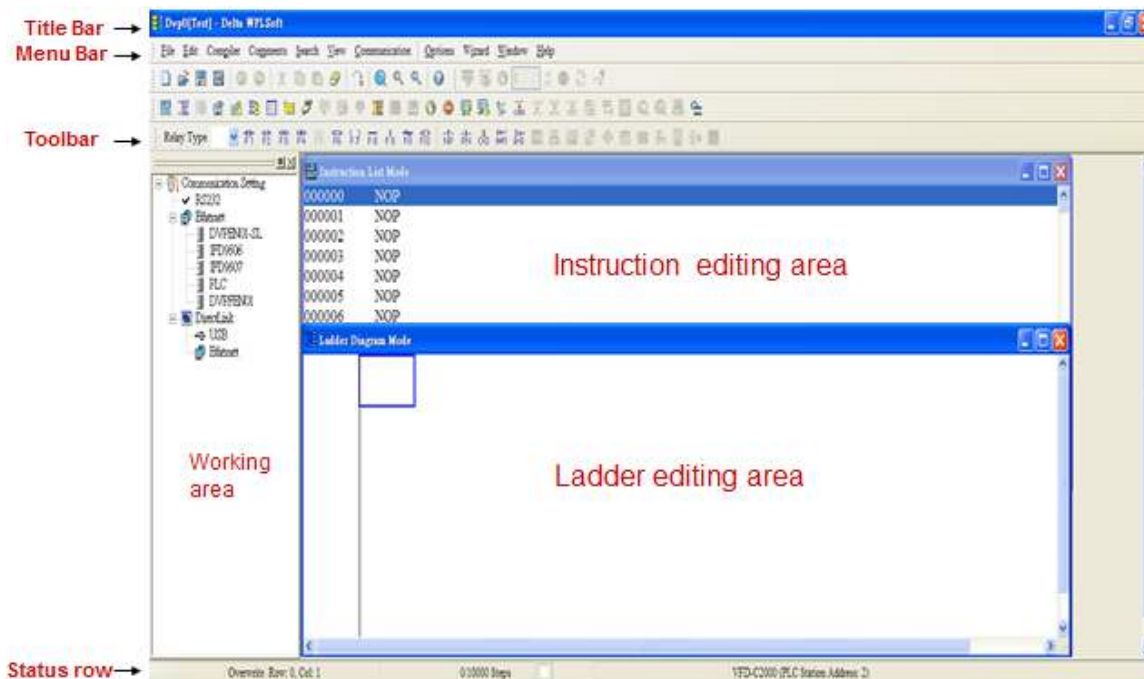 Title Bar
Dvp0[Test] - Delta WPLSoft
Menu Bar
File Edit Compiler Comments Search View Communication Options Wizard Window Help
Toolbar
Relay Type
Communication Setting
RS232
Ethernet
DVPEN01-SL
IFD9506
IFD9507
PLC
DVPFEN01
DirectLink
USB
Ethernet
Working area
Instruction List Mode
000000 NOP
000001 NOP
000002 NOP
000003 NOP
000004 NOP
000005 NOP
000006 NOP
Instruction editing area
Ladder Diagram Mode
Ladder editing area
Status row
Overwrite Row: 0, Col: 1
0/10000 Steps
VFD-C2000 (PLC Station Address: 2)